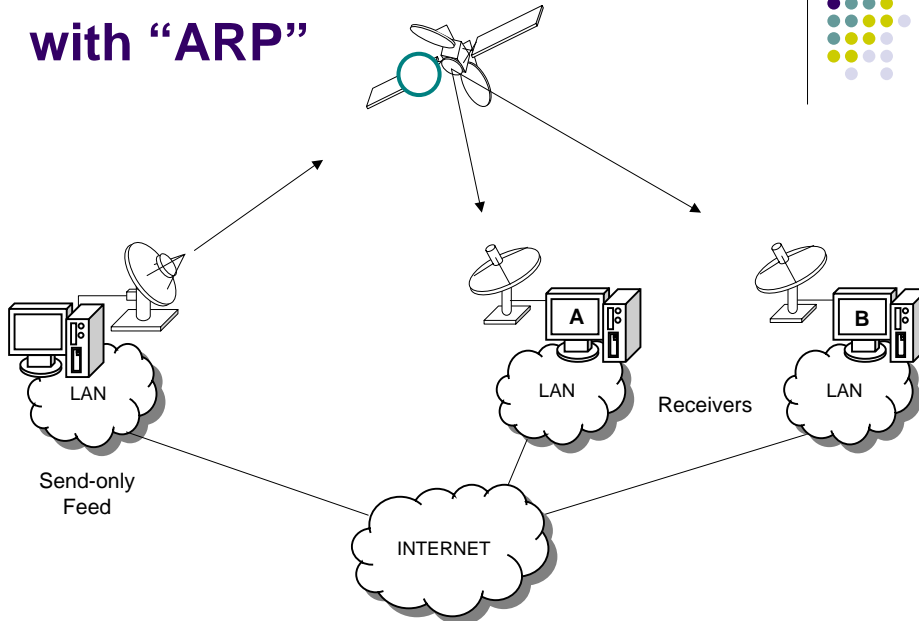 with “ARP”
A
B
LAN
LAN
LAN
Receivers
Send-only
Feed
INTERNET